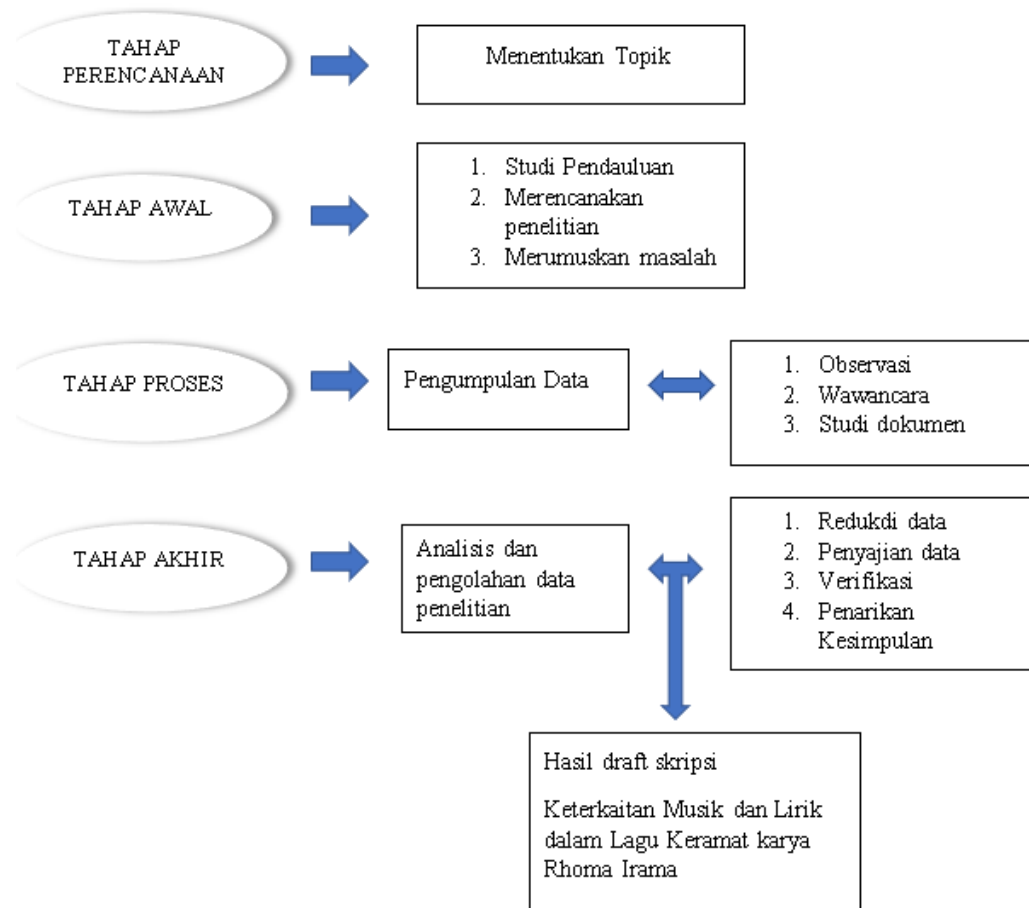 TAHAP
PERENCANAAN
Menentukan Topik
TAHAP AWAL
1. Studi Pendauluan
2. Merencanakan
penelitian
3. Merumuskan masalah
TAHAP PROSES
Pengumpulan Data
1. Observasi
2. Wawancara
3. Studi dokumen
TAHAP AKHIR
Analisis dan
pengolahan data
penelitian
1. Redukdi data
2. Penyajian data
3. Verifikasi
4. Penarikan
Kesimpulan
Hasil draft skripsi
Keterkaitan Musik dan Lirik
dalam Lagu Keramat karya
Rhoma Irama